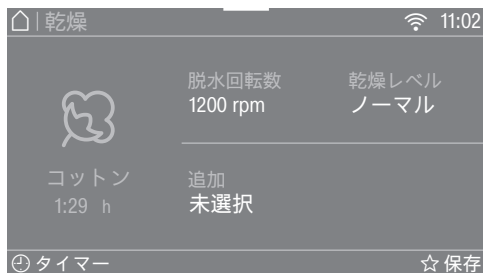 乾燥 11:02
脱水回転数 乾燥レベル
1200 rpm ノーマル
コットン
1:29 h
追加
未選択
タイマー 保存